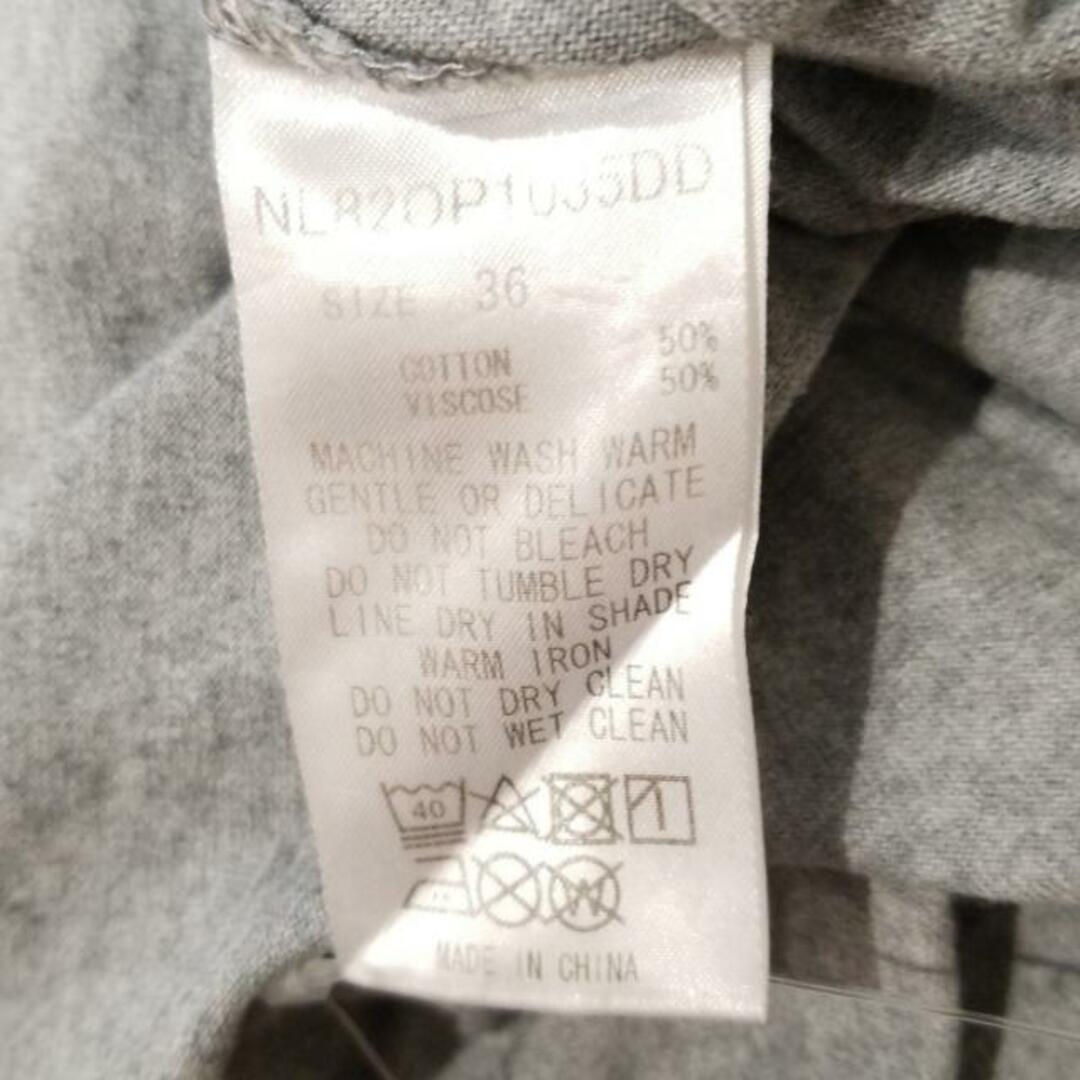 NL82OP1035DD
SIZE 36
COTTON 50%
VISCOSE 50%
MACHINE WASH WARM
GENTLE OR DELICATE
DO NOT BLEACH
DO NOT TUMBLE DRY
LINE DRY IN SHADE
WARM IRON
DO NOT DRY CLEAN
DO NOT WET CLEAN
40
W
MADE IN CHINA